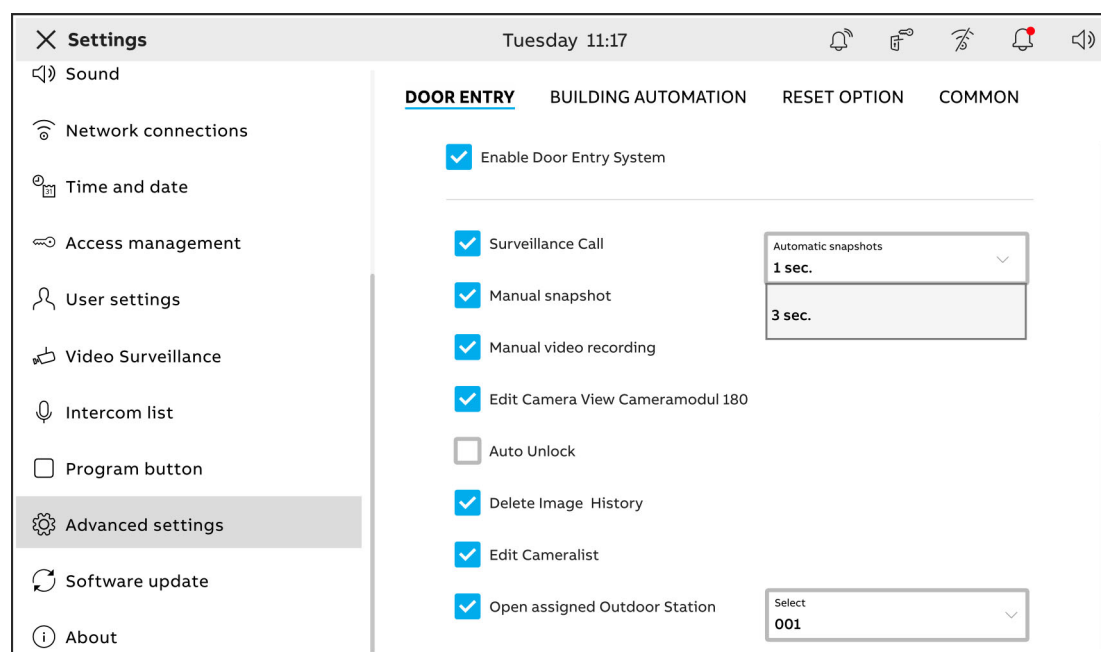 Settings
Tuesday 11:17
Sound
Network connections
31
Time and date
Access management
User settings
Video Surveillance
Intercom list
Program button
Advanced settings
Software update
About
DOOR ENTRY BUILDING AUTOMATION RESET OPTION COMMON
Enable Door Entry System
Surveillance Call
Automatic snapshots
1 sec.
3 sec.
Manual snapshot
Manual video recording
Edit Camera View Cameramodul 180
Auto Unlock
Delete Image History
Edit Cameralist
Open assigned Outdoor Station
Select
001